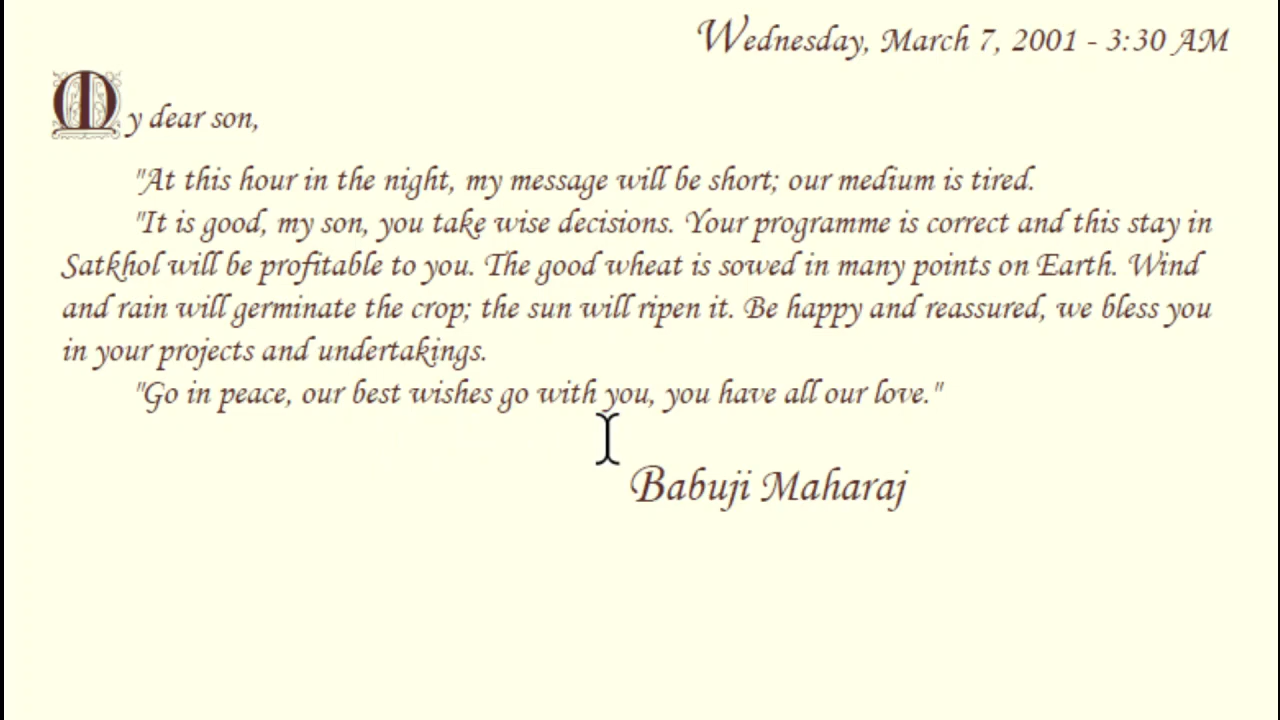 Wednesday, March 7, 2001 - 3:30 AM
My dear son,
"At this hour in the night, my message will be short; our medium is tired.
"It is good, my son, you take wise decisions. Your programme is correct and this stay in
Satkhol will be profitable to you. The good wheat is sowed in many points on Earth. Wind
and rain will germinate the crop; the sun will ripen it. Be happy and reassured, we bless you
in your projects and undertakings.
"Go in peace, our best wishes go with you, you have all our love."
Babuji Maharaj